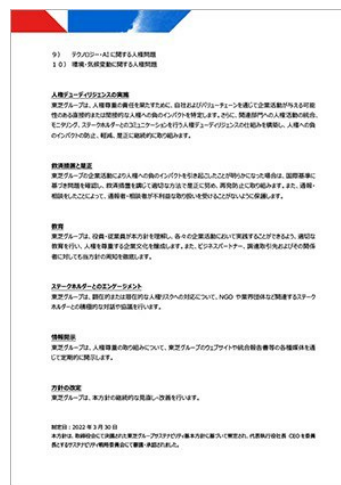 ９）　テクノロジー・AIに関する人権問題
１０）　環境・気候変動に関する人権問題
人権デューディリジェンスの実施
東芝グループは、人権尊重の責任を果たすために、自社およびバリューチェーンを通じて企業活動が与える可能
性のある直接的または間接的な人権への負のインパクトを特定します。さらに、関連部門への人権活動の統合、
モニタリング、ステークホルダーとのコミュニケーションを行う人権デューディリジェンスの仕組みを構築し、人権への負
のインパクトの防止、軽減、是正に継続的に取り組みます。
救済措置と是正
東芝グループの企業活動により人権への負のインパクトを引き起こしたことが明らかになった場合は、国際基準に
基づき問題を確認し、救済措置を講じて適切な方法で是正に努め、再発防止に取り組みます。また、通報・
相談をしたことによって、通報者・相談者が不利益な取り扱いを受けることがないように保護します。
教育
東芝グループは、役員・従業員が本方針を理解し、各々の企業活動において実践することができるよう、適切な
教育を行い、人権を尊重する企業文化を醸成します。また、ビジネスパートナー、調達取引先およびその関係
者に対しても当方針の周知を徹底します。
ステークホルダーとのエンゲージメント
東芝グループは、顕在的または潜在的な人権リスクへの対応について、NGO や業界団体など関連するステーク
ホルダーとの積極的な対話や協議を行います。
情報開示
東芝グループは、人権尊重の取り組みについて、東芝グループのウェブサイトや統合報告書等の各種媒体を通
じて定期的に開示します。
方針の改定
東芝グループは、本方針の継続的な見直し・改善を行います。
制定日：2022 年 3 月 30 日
本方針は、取締役会にて決議された東芝グループサステナビリティ基本方針に基づいて策定され、代表執行役社長 CEO を委員
長とするサステナビリティ戦略委員会にて審議・承認されました。